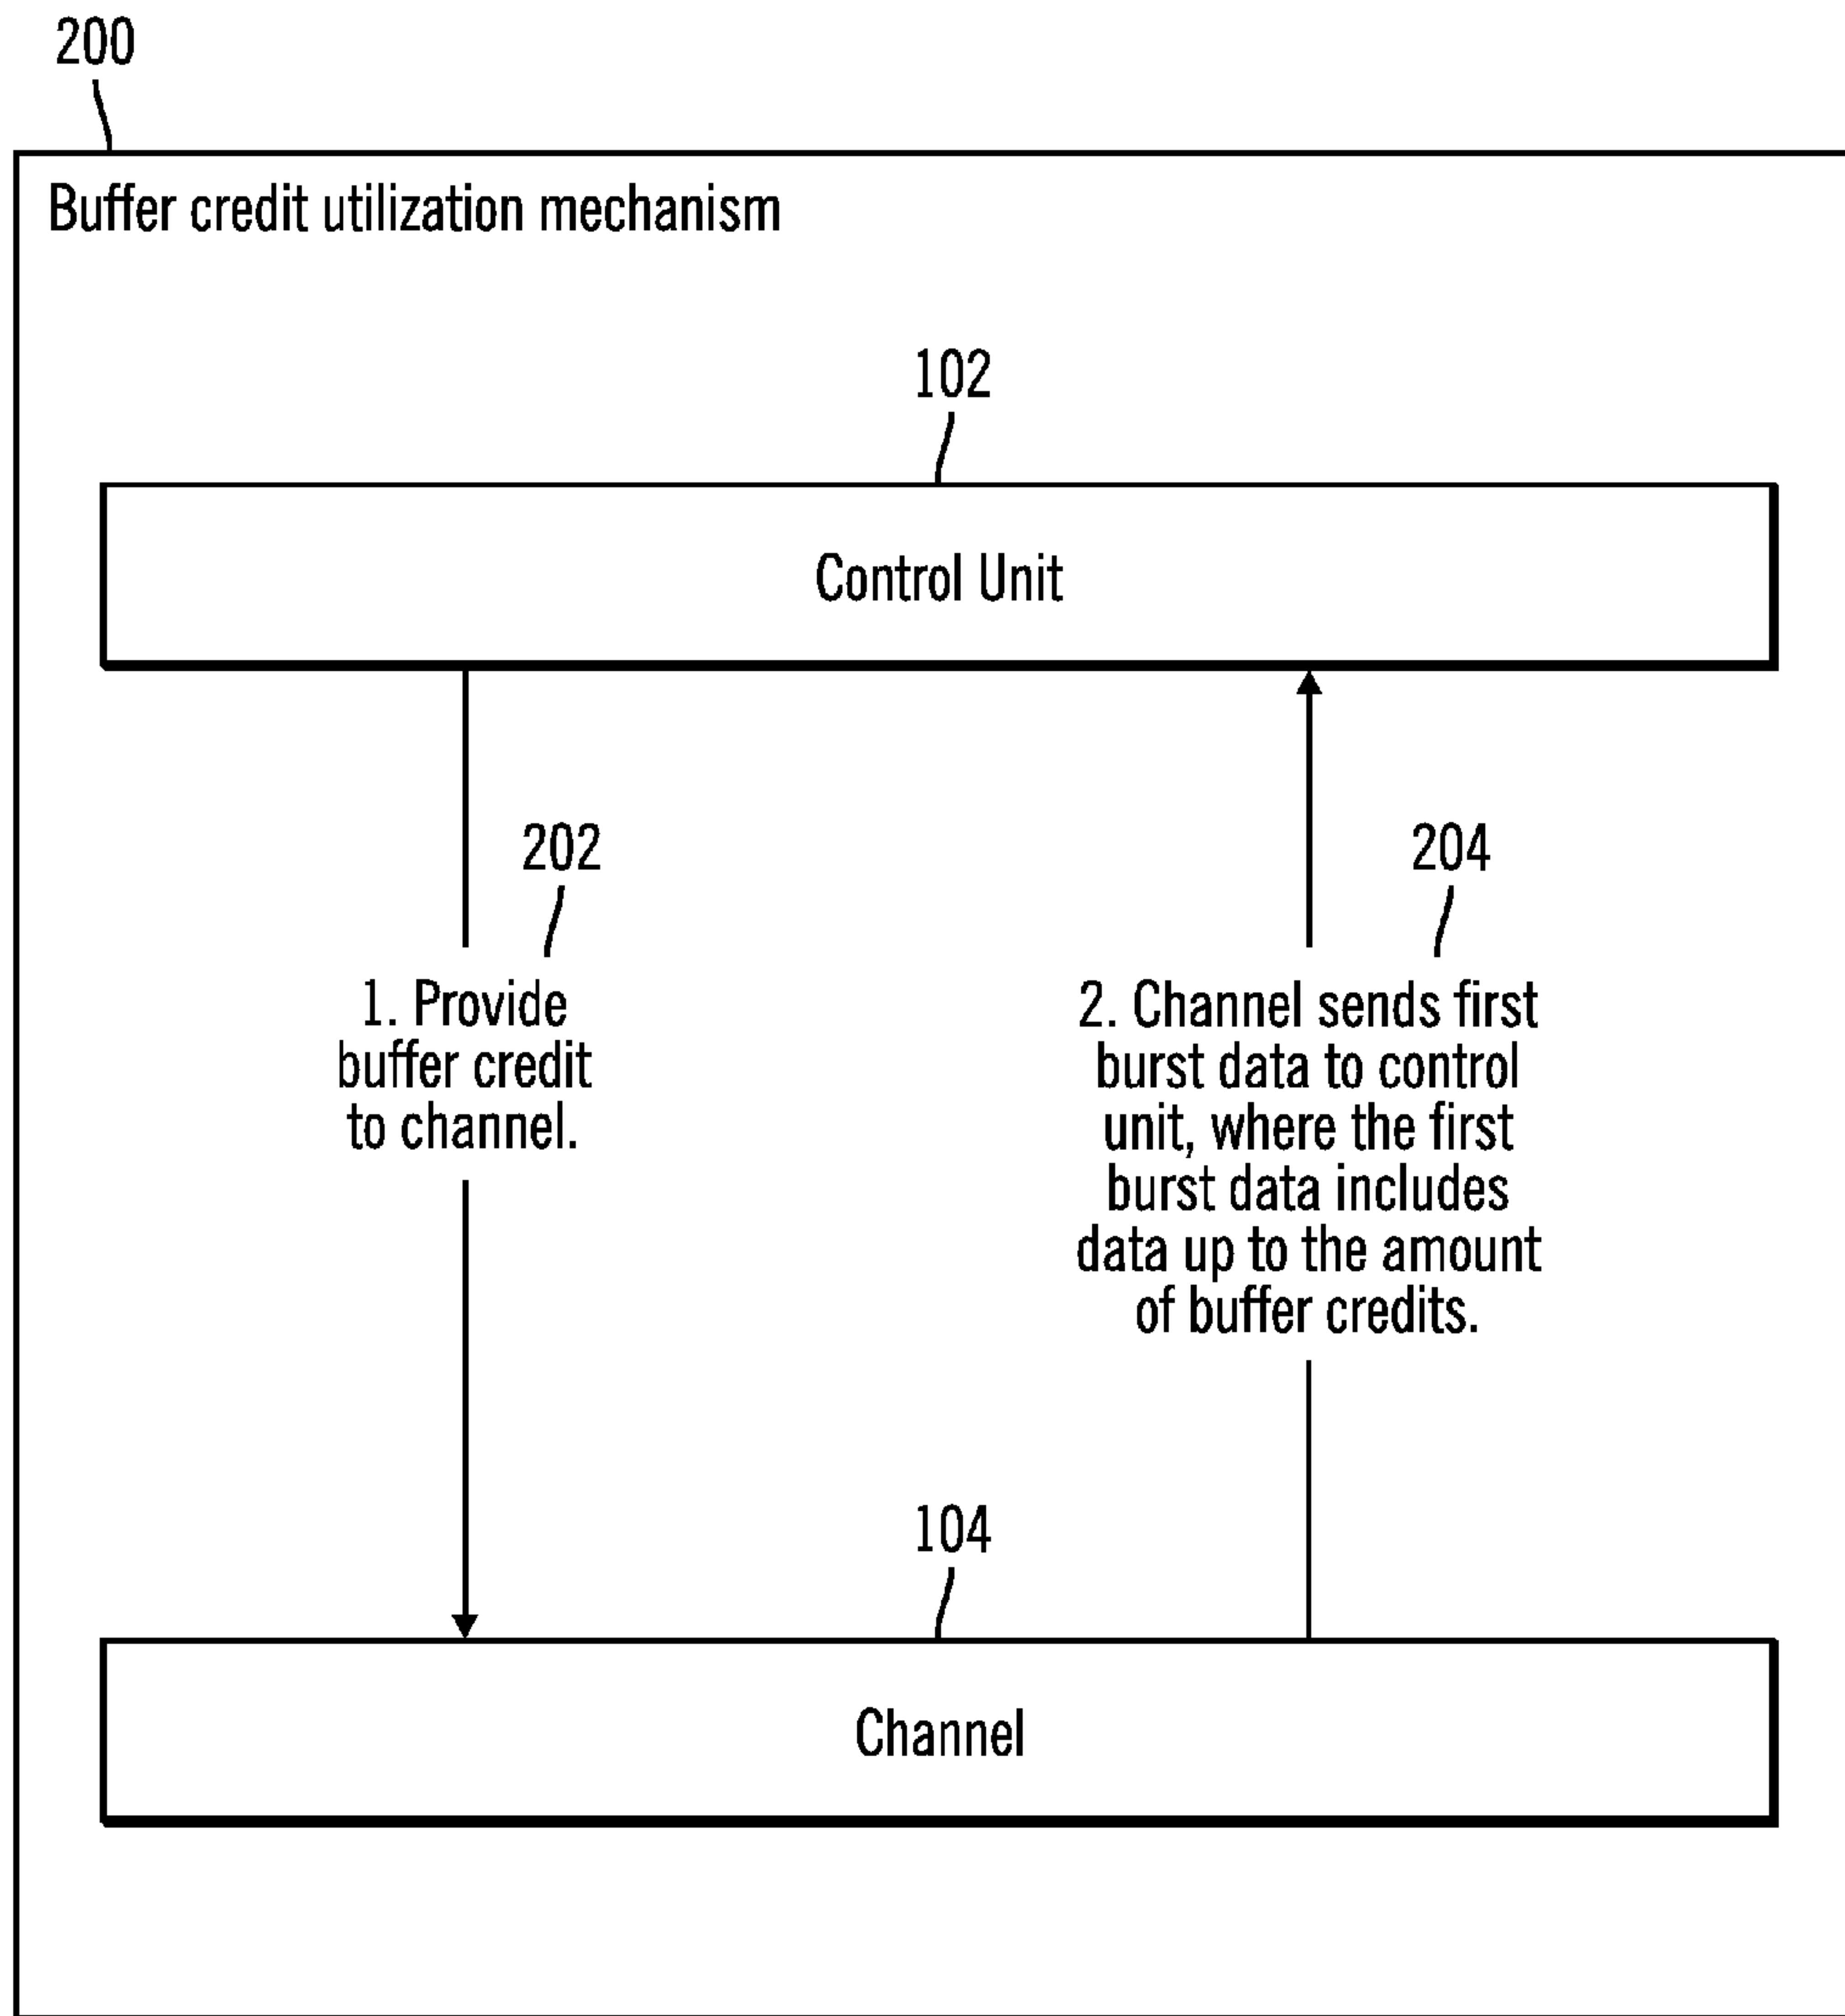 200
Buffer credit utilization mechanism
102
Control Unit
202
204
1. Provide
buffer credit
to channel.
2. Channel sends first
burst data to control
unit, where the first
burst data includes
data up to the amount
of buffer credits.
104
Channel